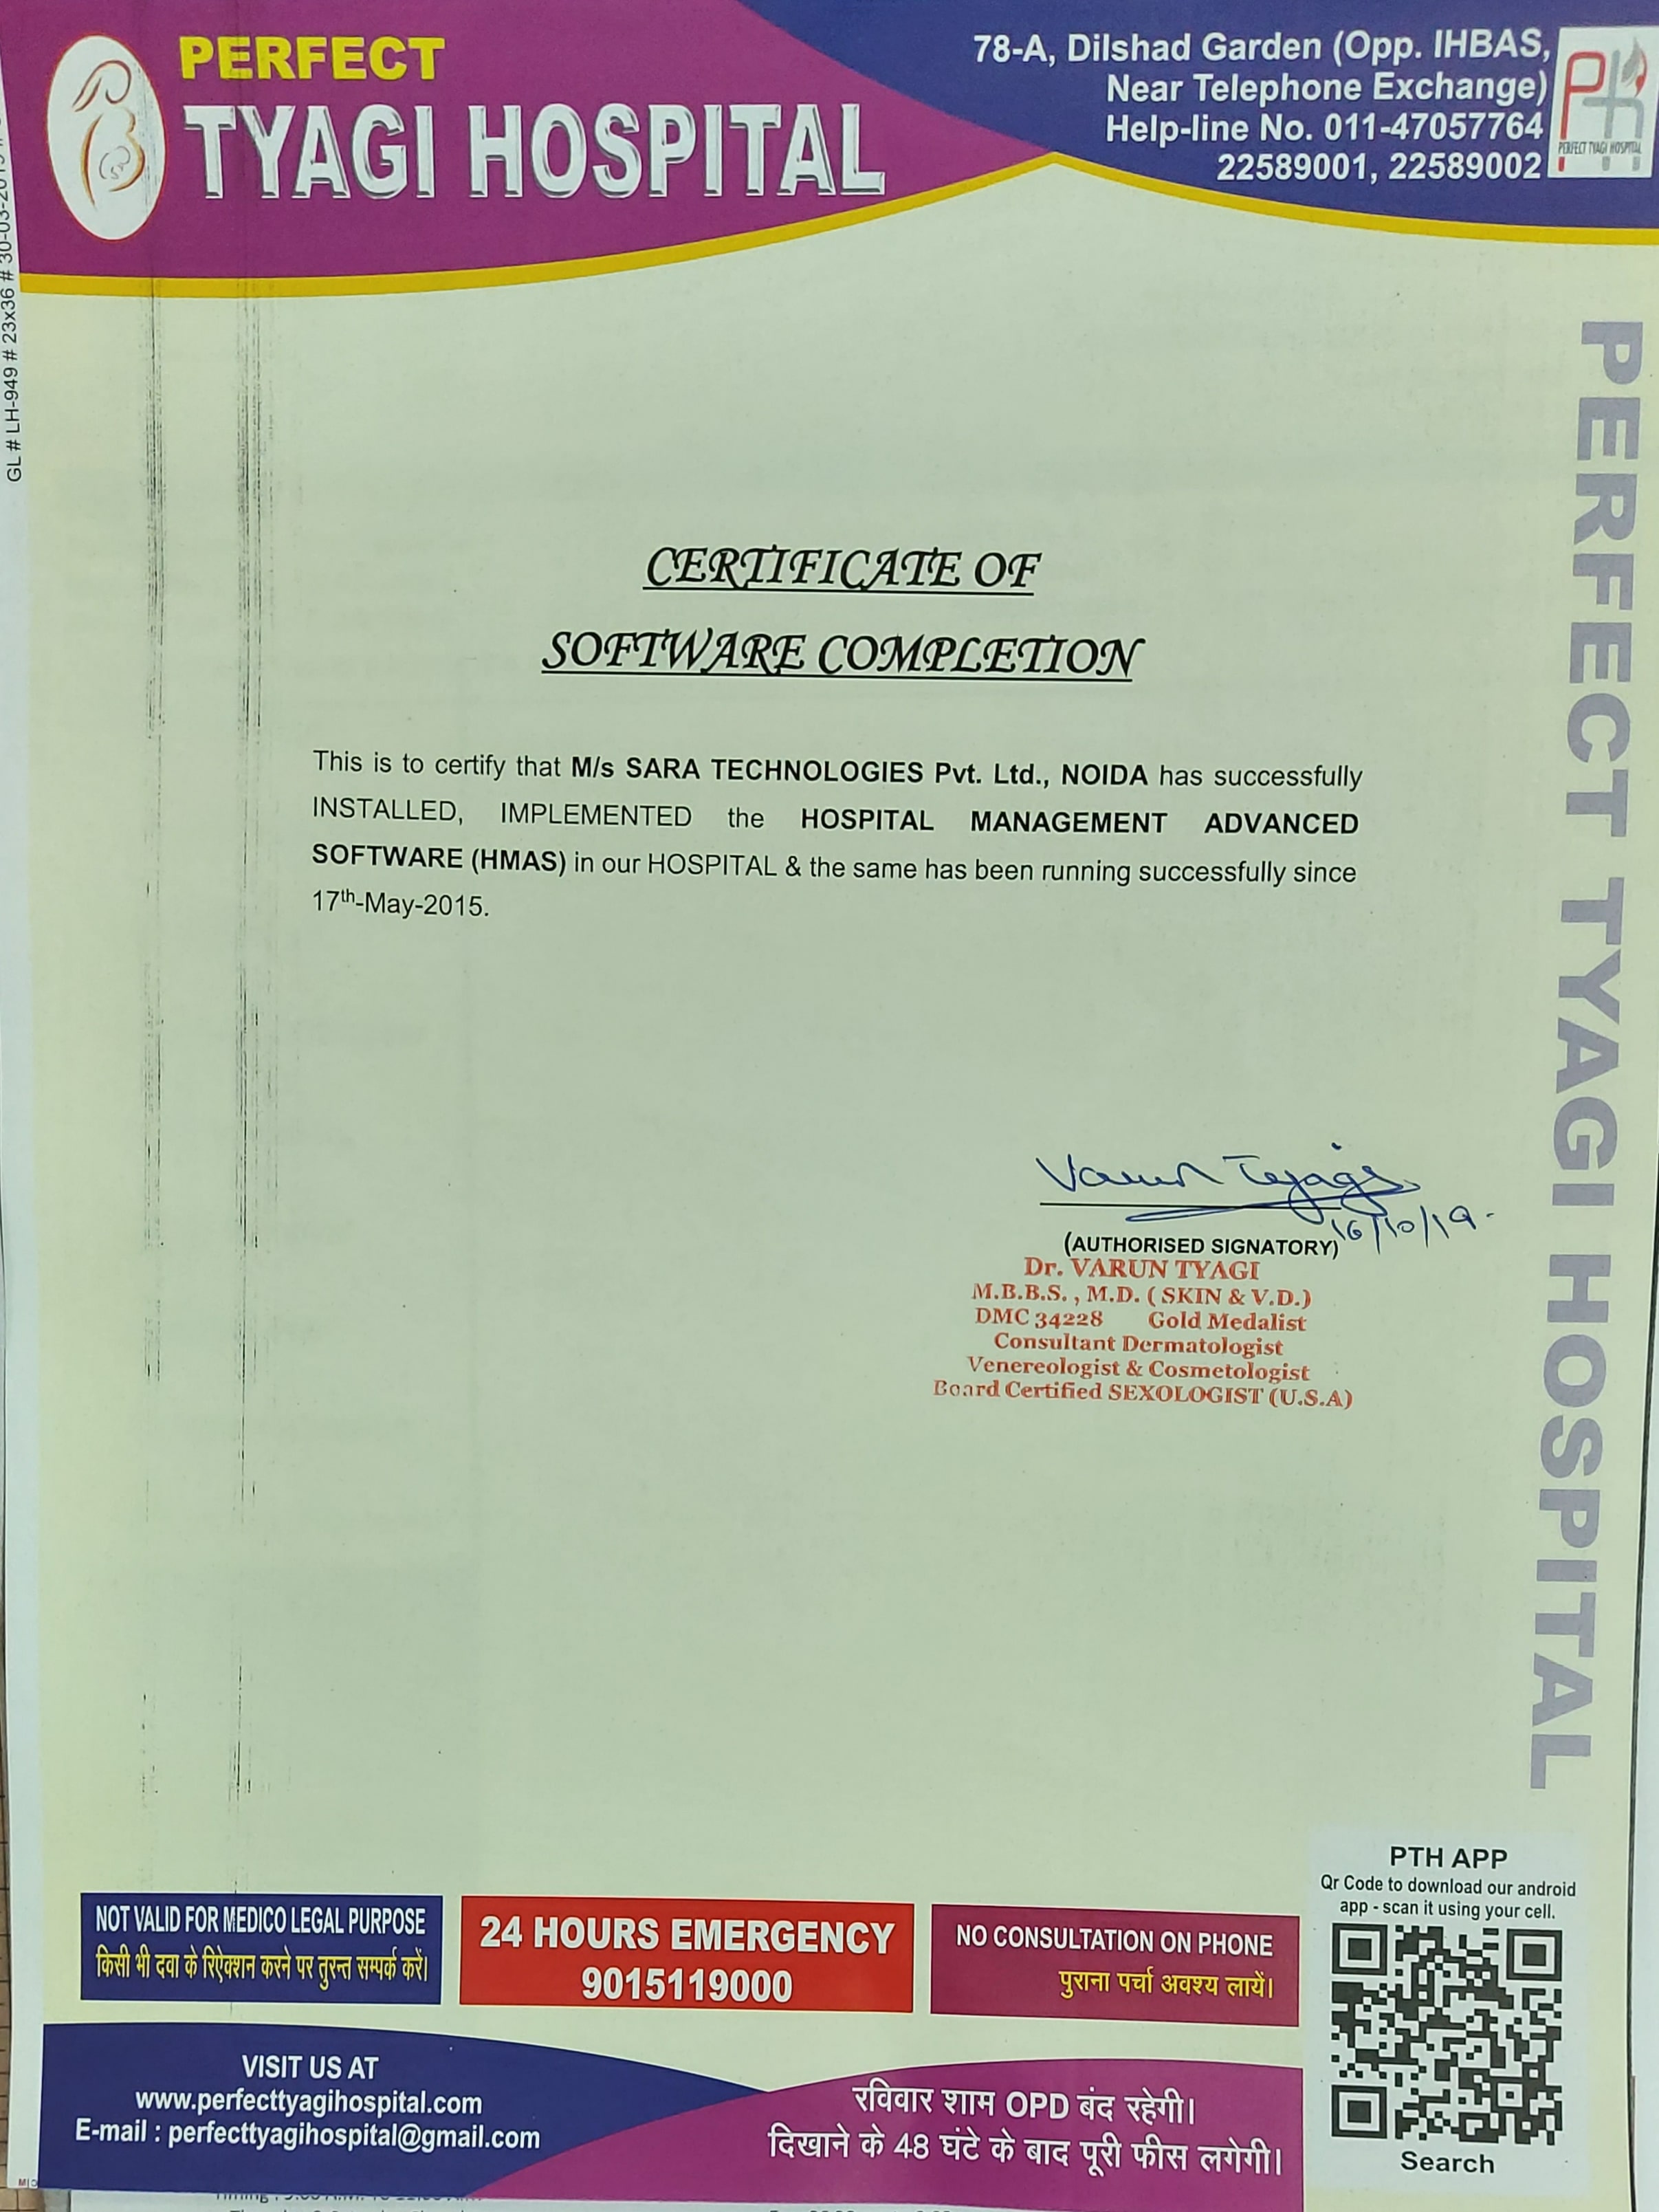 PERFECT
TYAGI HOSPITAL
78-A, Dilshad Garden (Opp. IHBAS,
Near Telephone Exchange)
Help-line No. 011-47057764
22589001, 22589002
PERFECT TYAGI HOSPITAL
GL # LH-949 # 23x36 # 30-03-2
PERFECT TYAGI HOSPITAL
CERTIFICATE OF
SOFTWARE COMPLETION
This is to certify that M/s SARA TECHNOLOGIES Pvt. Ltd., NOIDA has successfully
INSTALLED, IMPLEMENTED the HOSPITAL MANAGEMENT ADVANCED
SOFTWARE (HMAS) in our HOSPITAL & the same has been running successfully since
17th-May-2015.
Varun Tyagi
16/10/19.
(AUTHORISED SIGNATORY)
Dr. VARUN TYAGI
M.B.B.S. , M.D. ( SKIN & V.D.)
DMC 34228 Gold Medalist
Consultant Dermatologist
Venereologist & Cosmetologist
Board Certified SEXOLOGIST (U.S.A)
PTH APP
Qr Code to download our android
app - scan it using your cell.
Search
NOT VALID FOR MEDICO LEGAL PURPOSE
किसी भी दवा के रिऐक्शन करने पर तुरन्त सम्पर्क करें।
24 HOURS EMERGENCY
9015119000
NO CONSULTATION ON PHONE
पुराना पर्चा अवश्य लायें।
VISIT US AT
www.perfecttyagihospital.com
E-mail : perfecttyagihospital@gmail.com
रविवार शाम OPD बंद रहेगी।
दिखाने के 48 घंटे के बाद पूरी फीस लगेगी।